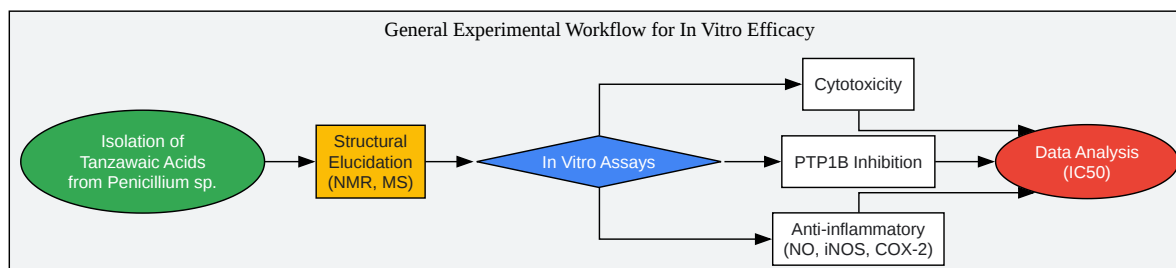 General Experimental Workflow for In Vitro Efficacy
Isolation of
Tanzawaic Acids
from Penicillium sp.
Structural
Elucidation
(NMR, MS)
In Vitro Assays
Cytotoxicity
PTP1B Inhibition
Anti-inflammatory
(NO, iNOS, COX-2)
Data Analysis
(IC50)